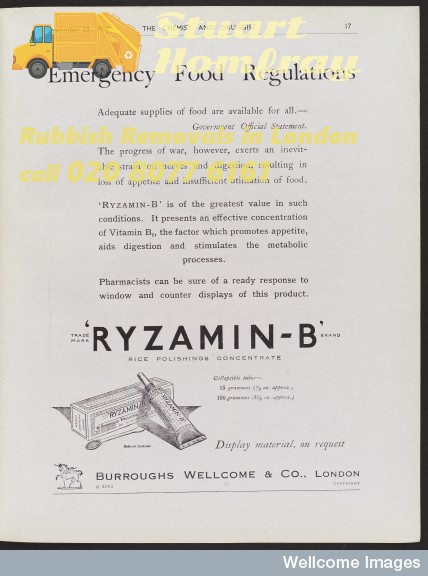 THE CHEMIST AND DRUGGIST 17
Stuart
Hombray
Emergency Food Regulations
Adequate supplies of food are available for all.—
Government Official Statement.
Rubbish Removals in London
The progress of war, however, exerts an inevit-
able strain on nerves and digestion, resulting in
call 020 8077 6161
loss of appetite and insufficient utilisation of food.
'RYZAMIN-B' is of the greatest value in such
conditions. It presents an effective concentration
of Vitamin B₁, the factor which promotes appetite,
aids digestion and stimulates the metabolic
processes.
Pharmacists can be sure of a ready response to
window and counter displays of this product.
TRADE MARK 'RYZAMIN-B' BRAND
RICE POLISHINGS CONCENTRATE
Collapsible tubes—
RYZAMIN
RYZAMIN
Display material, on request
BURROUGHS WELLCOME & CO., LONDON
COPYRIGHT
Wellcome Images